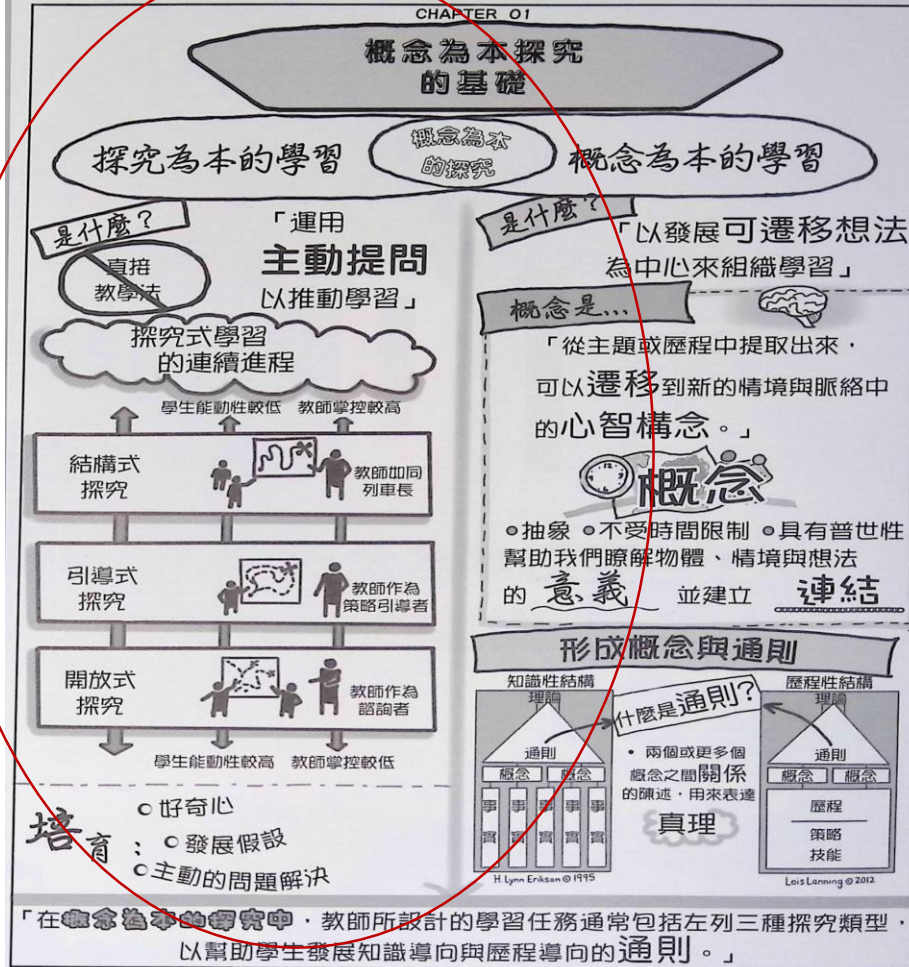 CHAPTER 01
概念為本探究
的基礎
探究為本的學習
概念為本
的探究
概念為本的學習
是什麼？
直接
教學法
「運用
主動提問
以推動學習」
探究式學習
的連續進程
學生能動性較低 教師掌控較高
結構式
探究
教師如同
列車長
引導式
探究
教師作為
策略引導者
開放式
探究
教師作為
諮詢者
學生能動性較高 教師掌控較低
培育：
○好奇心
○發展假設
○主動的問題解決
是什麼？
「以發展可遷移想法
為中心來組織學習」
概念是...
「從主題或歷程中提取出來，
可以遷移到新的情境與脈絡中
的心智構念。」
概念
●抽象 ●不受時間限制 ●具有普世性
幫助我們瞭解物體、情境與想法
的 意義 並建立 連結
形成概念與通則
知識性結構
理論
通則
概念 概念
事實 事實 事實 事實 事實
H. Lynn Erikson © 1995
什麼是通則?
• 兩個或更多個
概念之間關係
的陳述，用來表達
真理
歷程性結構
理論
通則
概念 概念
歷程
策略
技能
Lois Lanning © 2012
「在概念為本的探究中，教師所設計的學習任務通常包括左列三種探究類型，
以幫助學生發展知識導向與歷程導向的通則。」